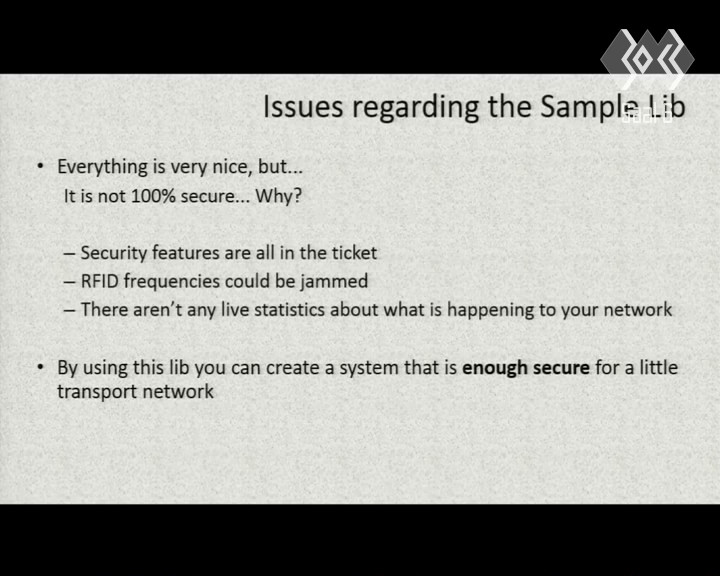 Issues regarding the Sample Lib
• Everything is very nice, but...
It is not 100% secure... Why?
– Security features are all in the ticket
– RFID frequencies could be jammed
– There aren't any live statistics about what is happening to your network
• By using this lib you can create a system that is enough secure for a little
transport network